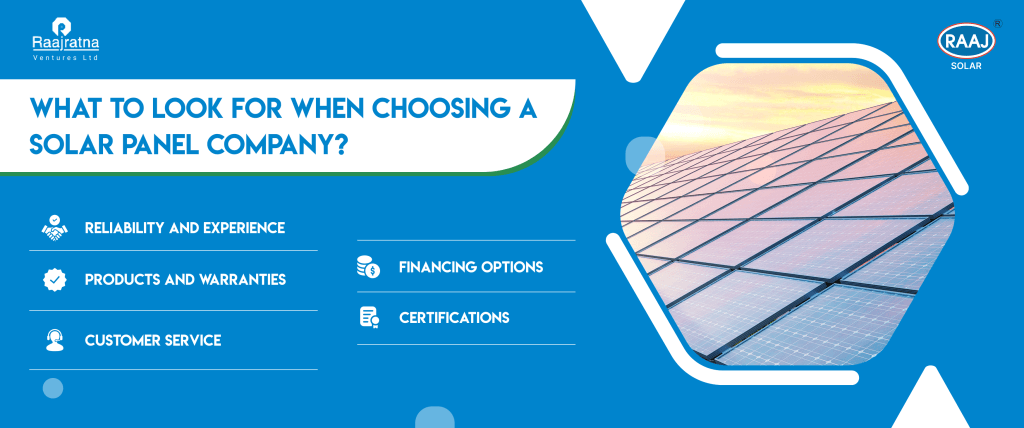 Raajratna
Ventures Ltd
RAAJ
®
SOLAR
WHAT TO LOOK FOR WHEN CHOOSING A
SOLAR PANEL COMPANY?
RELIABILITY AND EXPERIENCE
PRODUCTS AND WARRANTIES
CUSTOMER SERVICE
$
FINANCING OPTIONS
CERTIFICATIONS